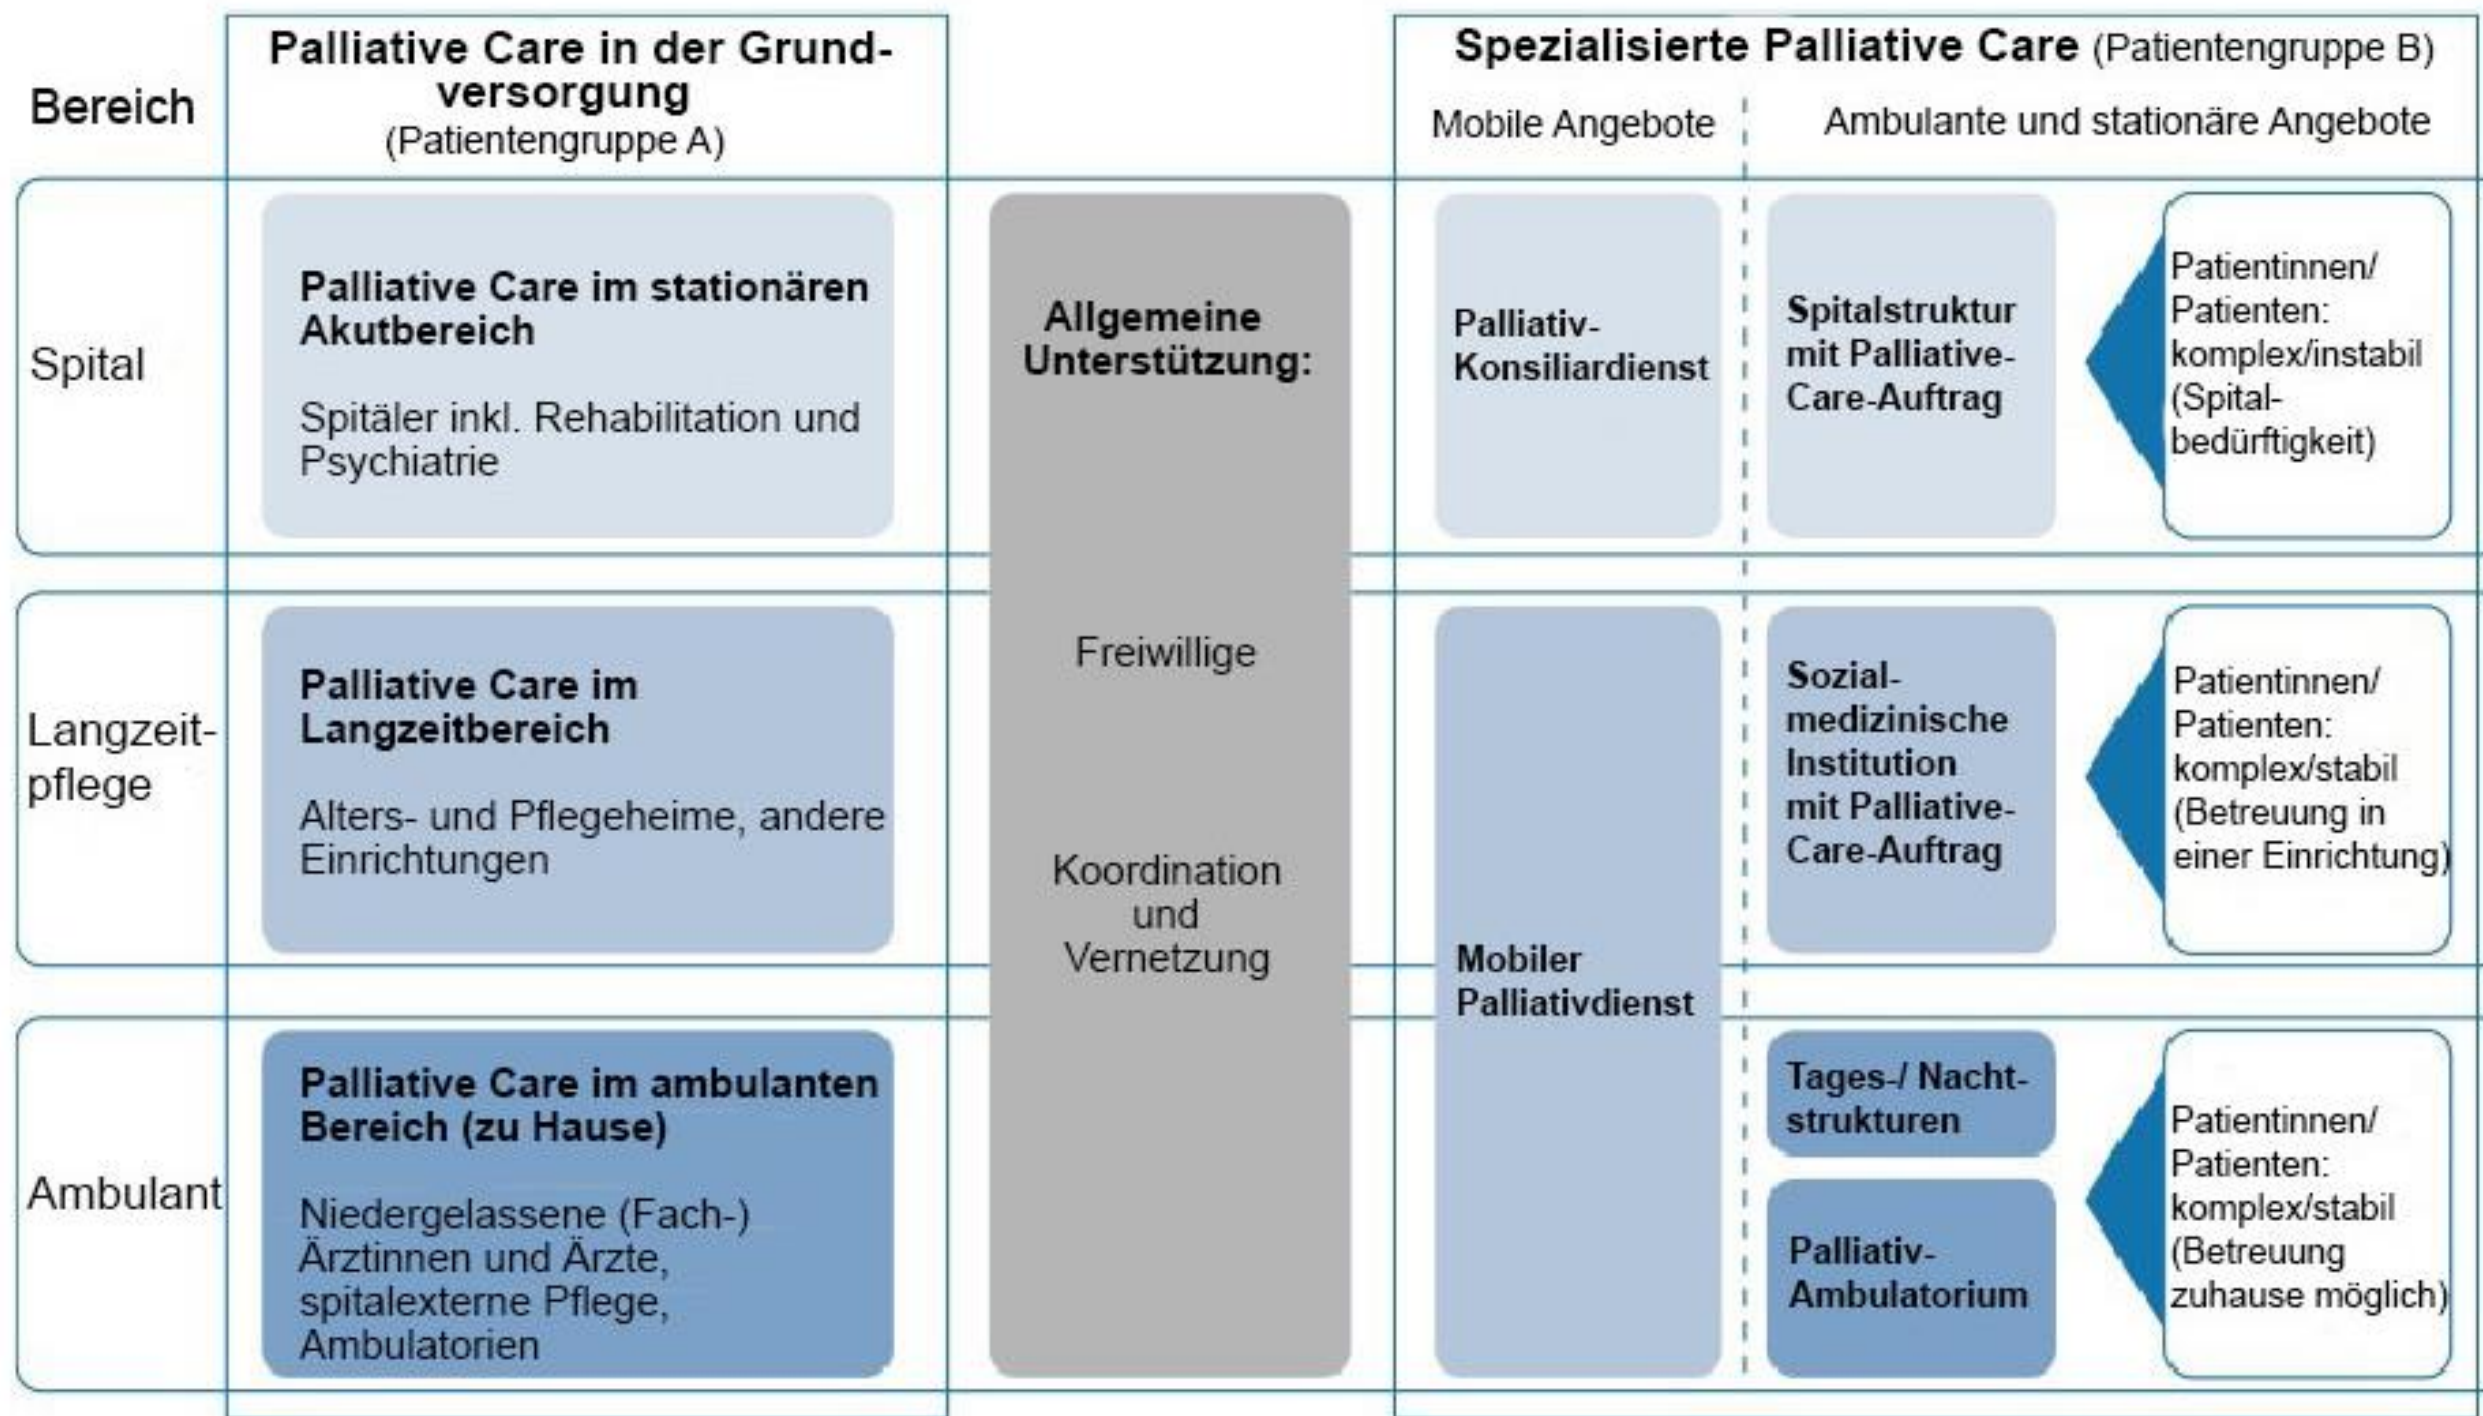 Bereich
Palliative Care in der Grund-
versorgung
(Patientengruppe A)
Spezialisierte Palliative Care (Patientengruppe B)
Mobile Angebote
Ambulante und stationäre Angebote
Spital
Palliative Care im stationären
Akutbereich
Spitäler inkl. Rehabilitation und
Psychiatrie
Allgemeine
Unterstützung:
Freiwillige
Koordination
und
Vernetzung
Palliativ-
Konsiliardienst
Spitalstruktur
mit Palliative-
Care-Auftrag
Patientinnen/
Patienten:
komplex/instabil
(Spital-
bedürftigkeit)
Langzeit-
pflege
Palliative Care im
Langzeitbereich
Alters- und Pflegeheime, andere
Einrichtungen
Mobiler
Palliativdienst
Sozial-
medizinische
Institution
mit Palliative-
Care-Auftrag
Patientinnen/
Patienten:
komplex/stabil
(Betreuung in
einer Einrichtung)
Ambulant
Palliative Care im ambulanten
Bereich (zu Hause)
Niedergelassene (Fach-)
Ärztinnen und Ärzte,
spitalexterne Pflege,
Ambulatorien
Tages-/ Nacht-
strukturen
Palliativ-
Ambulatorium
Patientinnen/
Patienten:
komplex/stabil
(Betreuung
zuhause möglich)